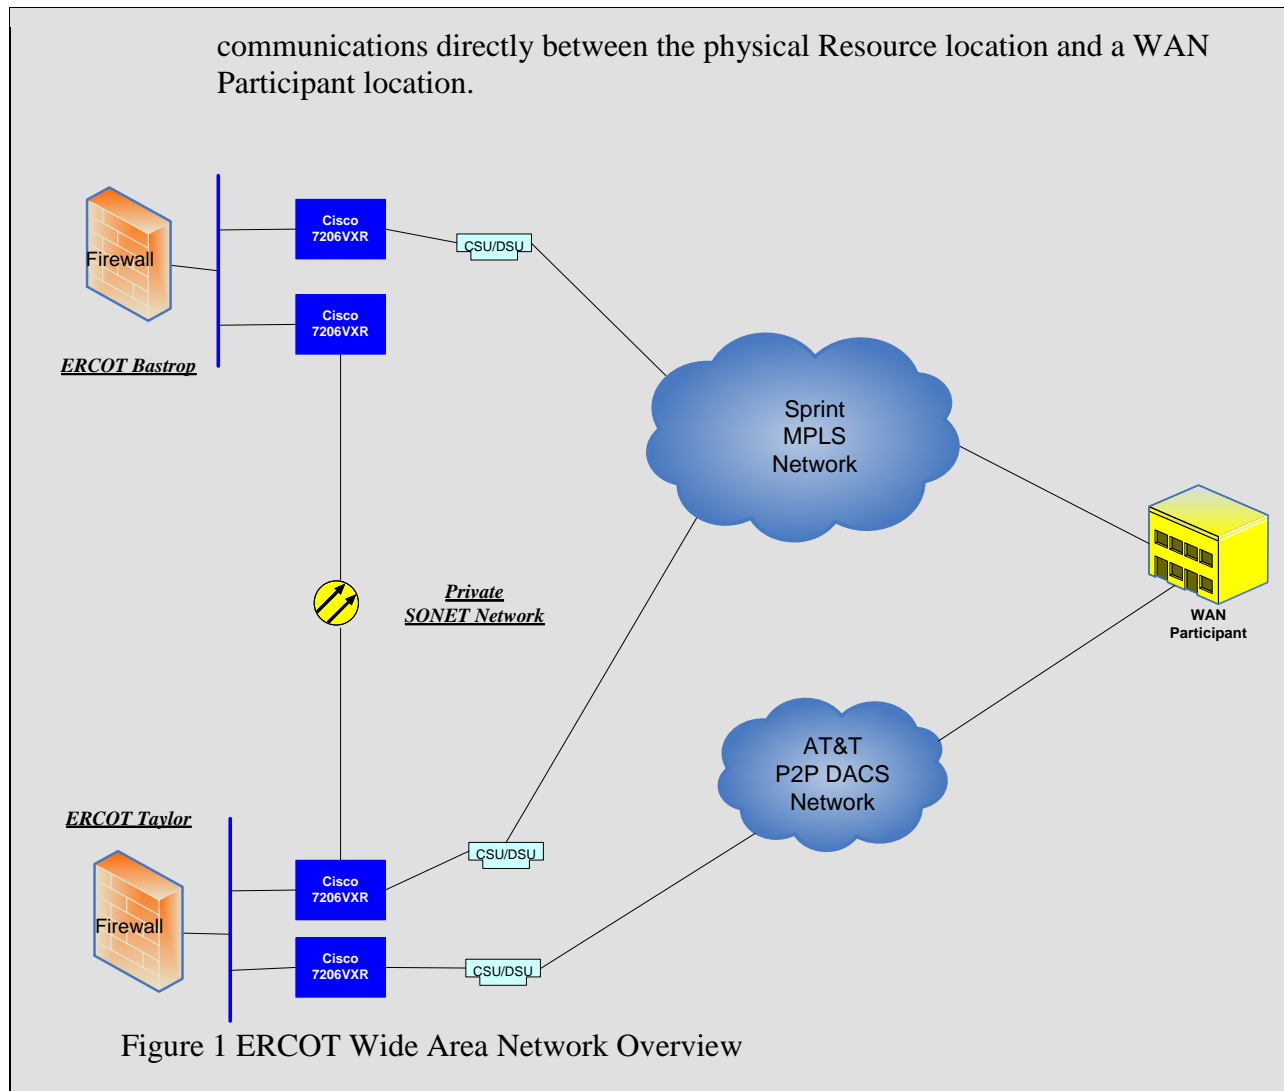 communications directly between the physical Resource location and a WAN
Participant location.
Cisco
7206VXR
CSU/DSU
Firewall
Cisco
7206VXR
ERCOT Bastrop
Sprint
MPLS
Network
Private
SONET Network
WAN
Participant
AT&T
P2P DACS
Network
ERCOT Taylor
CSU/DSU
Cisco
7206VXR
Firewall
Cisco
7206VXR
CSU/DSU
Figure 1 ERCOT Wide Area Network Overview